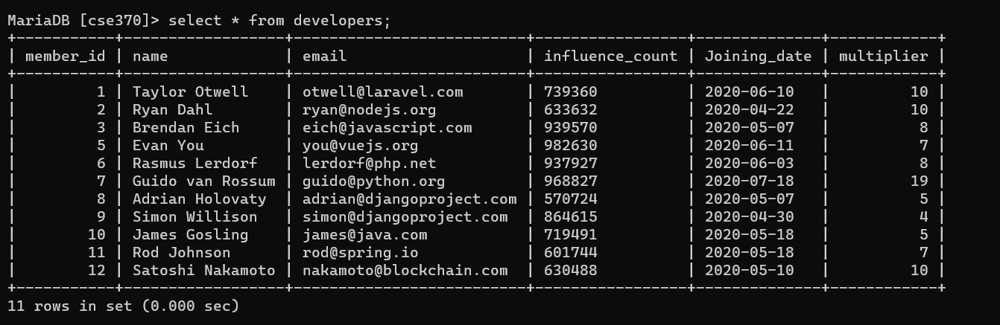 MariaDB [cse370]> select * from developers;
+-----------+------------------+--------------------------+-----------------+--------------+------------+
| member_id | name             | email                    | influence_count | Joining_date | multiplier |
+-----------+------------------+--------------------------+-----------------+--------------+------------+
|         1 | Taylor Otwell    | otwell@laravel.com       | 739360          | 2020-06-10   |         10 |
|         2 | Ryan Dahl        | ryan@nodejs.org          | 633632          | 2020-04-22   |         10 |
|         3 | Brendan Eich     | eich@javascript.com      | 939570          | 2020-05-07   |          8 |
|         5 | Evan You         | you@vuejs.org            | 982630          | 2020-06-11   |          7 |
|         6 | Rasmus Lerdorf   | lerdorf@php.net          | 937927          | 2020-06-03   |          8 |
|         7 | Guido van Rossum | guido@python.org         | 968827          | 2020-07-18   |         19 |
|         8 | Adrian Holovaty  | adrian@djangoproject.com | 570724          | 2020-05-07   |          5 |
|         9 | Simon Willison   | simon@djangoproject.com  | 864615          | 2020-04-30   |          4 |
|        10 | James Gosling    | james@java.com           | 719491          | 2020-05-18   |          5 |
|        11 | Rod Johnson      | rod@spring.io            | 601744          | 2020-05-18   |          7 |
|        12 | Satoshi Nakamoto | nakamoto@blockchain.com  | 630488          | 2020-05-10   |         10 |
+-----------+------------------+--------------------------+-----------------+--------------+------------+
11 rows in set (0.000 sec)